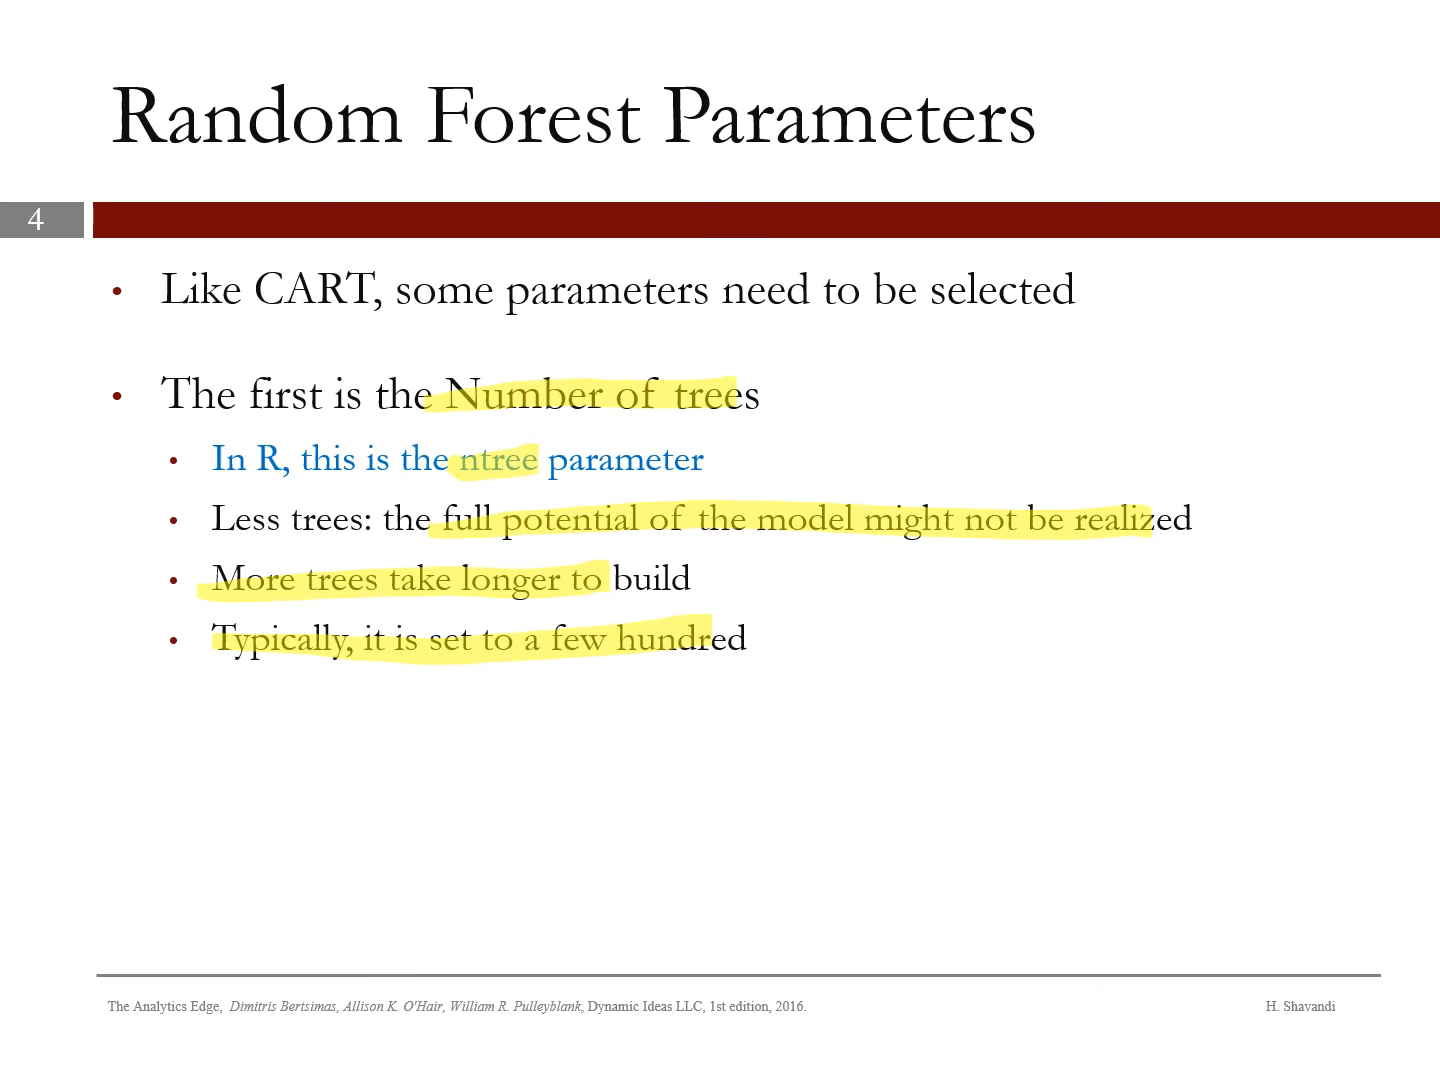 Random Forest Parameters
4
• Like CART, some parameters need to be selected
• The first is the Number of trees
• In R, this is the ntree parameter
• Less trees: the full potential of the model might not be realized
• More trees take longer to build
• Typically, it is set to a few hundred
The Analytics Edge, Dimitris Bertsimas, Allison K. O'Hair, William R. Pulleyblank, Dynamic Ideas LLC, 1st edition, 2016.
H. Shavandi